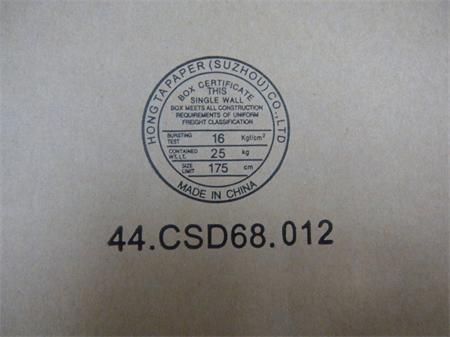 HONG TA PAPER (SUZHOU) CO.,LTD
BOX CERTIFICATE
THIS
SINGLE WALL
BOX MEETS ALL CONSTRUCTION
REQUIREMENTS OF UNIFORM
FREIGHT CLASSIFICATION
BURSTING TEST 16 Kgf/cm²
CONTAINED WT.LT. 25 kg
SIZE LIMIT 175 cm
MADE IN CHINA
44.CSD68.012